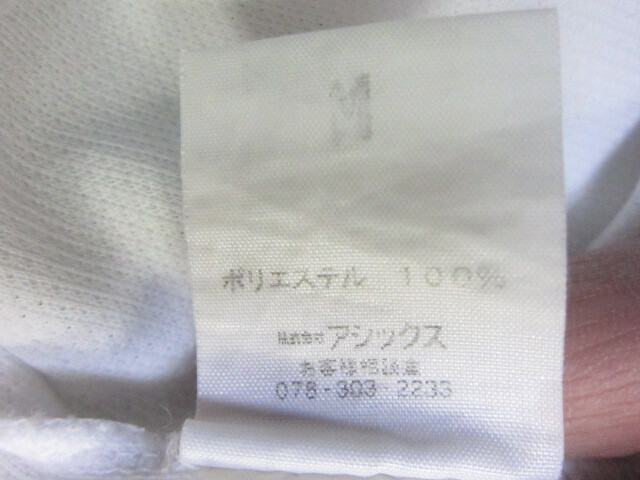 M
ポリエステル 100%
株式会社アシックス
お客様相談室
078-303-2233